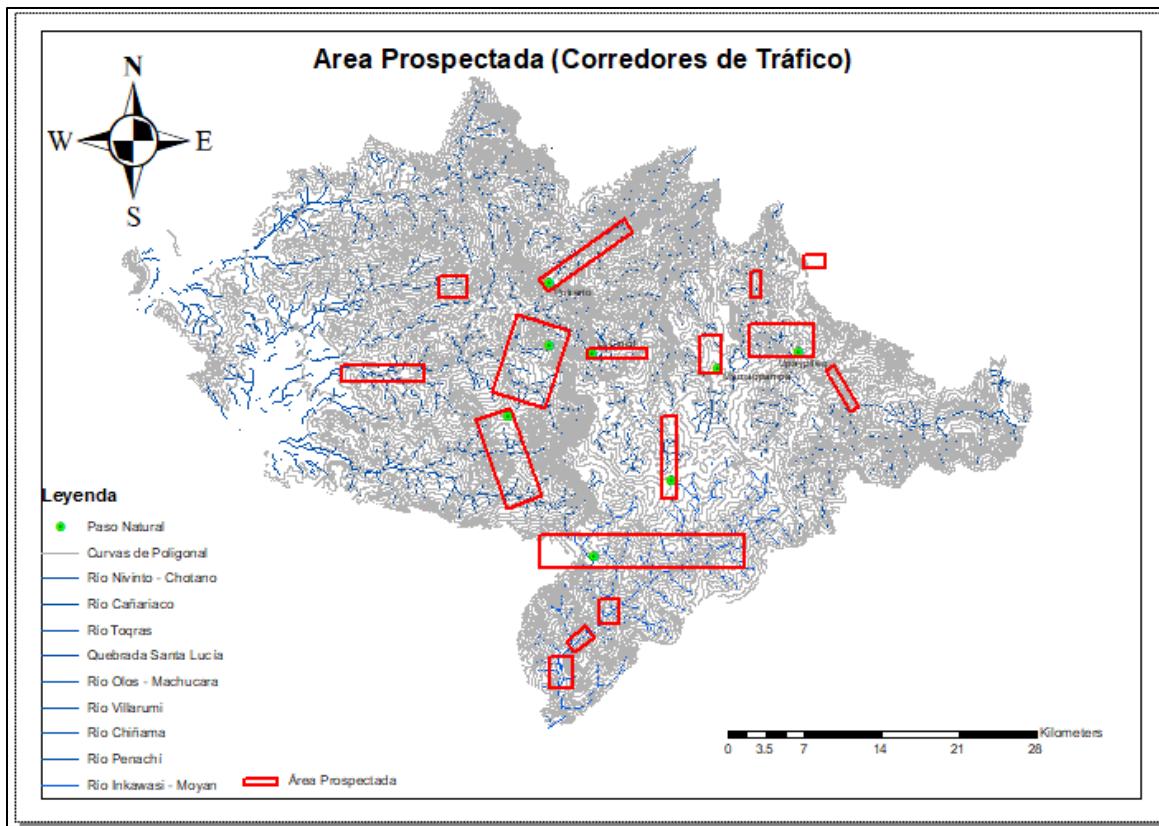 Area Prospectada (Corredores de Tráfico)
N
W E
S
Leyenda
Paso Natural
Curvas de Poligonal
Río Nivinto - Chotano
Río Cañariaco
Río Toqras
Quebrada Santa Lucía
Río Olos - Machucara
Río Villarumi
Río Chiñama
Río Penachí
Río Inkawasi - Moyan
Área Prospectada
Kilometers
0 3.5 7 14 21 28